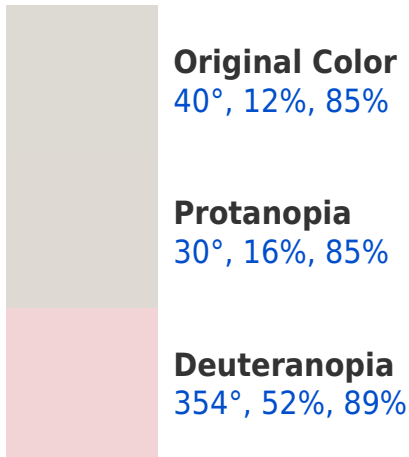 Original Color
40°, 12%, 85%
Protanopia
30°, 16%, 85%
Deuteranopia
354°, 52%, 89%